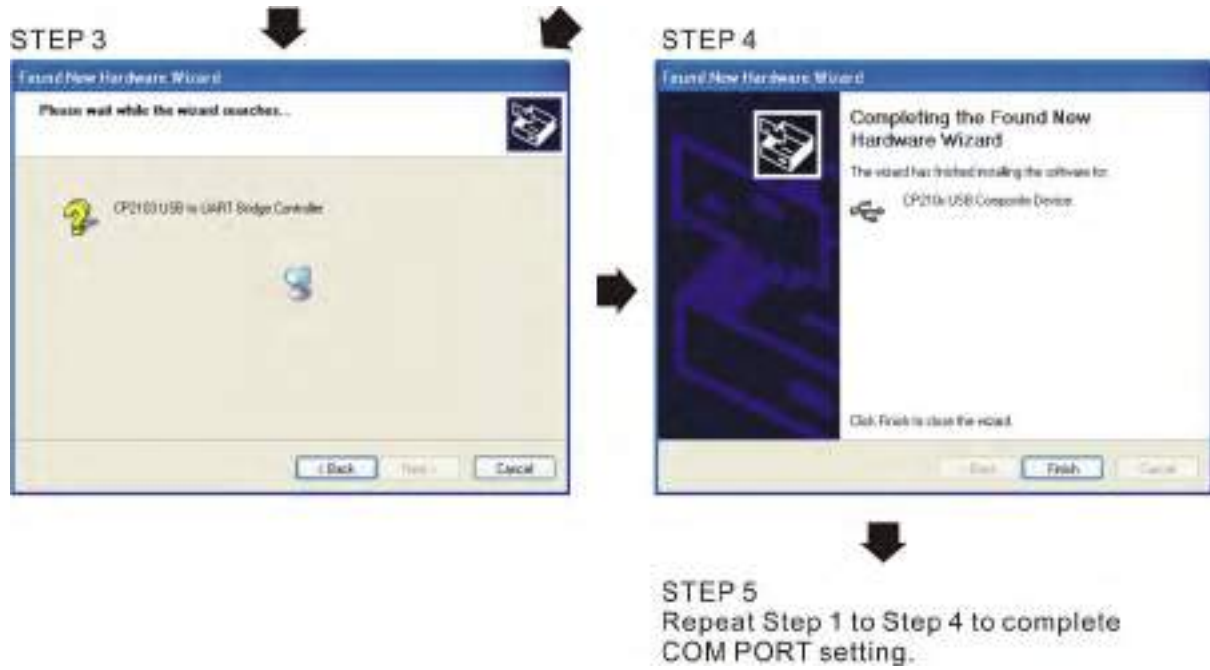 STEP 3
Found New Hardware Wizard
Please wait while the wizard searches...
CP2103 USB to UART Bridge Controller
< Back
Next >
Cancel
STEP 4
Found New Hardware Wizard
Completing the Found New
Hardware Wizard
The wizard has finished installing the software for:
CP210x USB Composite Device
Click Finish to close the wizard.
< Back
Finish
Cancel
STEP 5
Repeat Step 1 to Step 4 to complete
COM PORT setting.